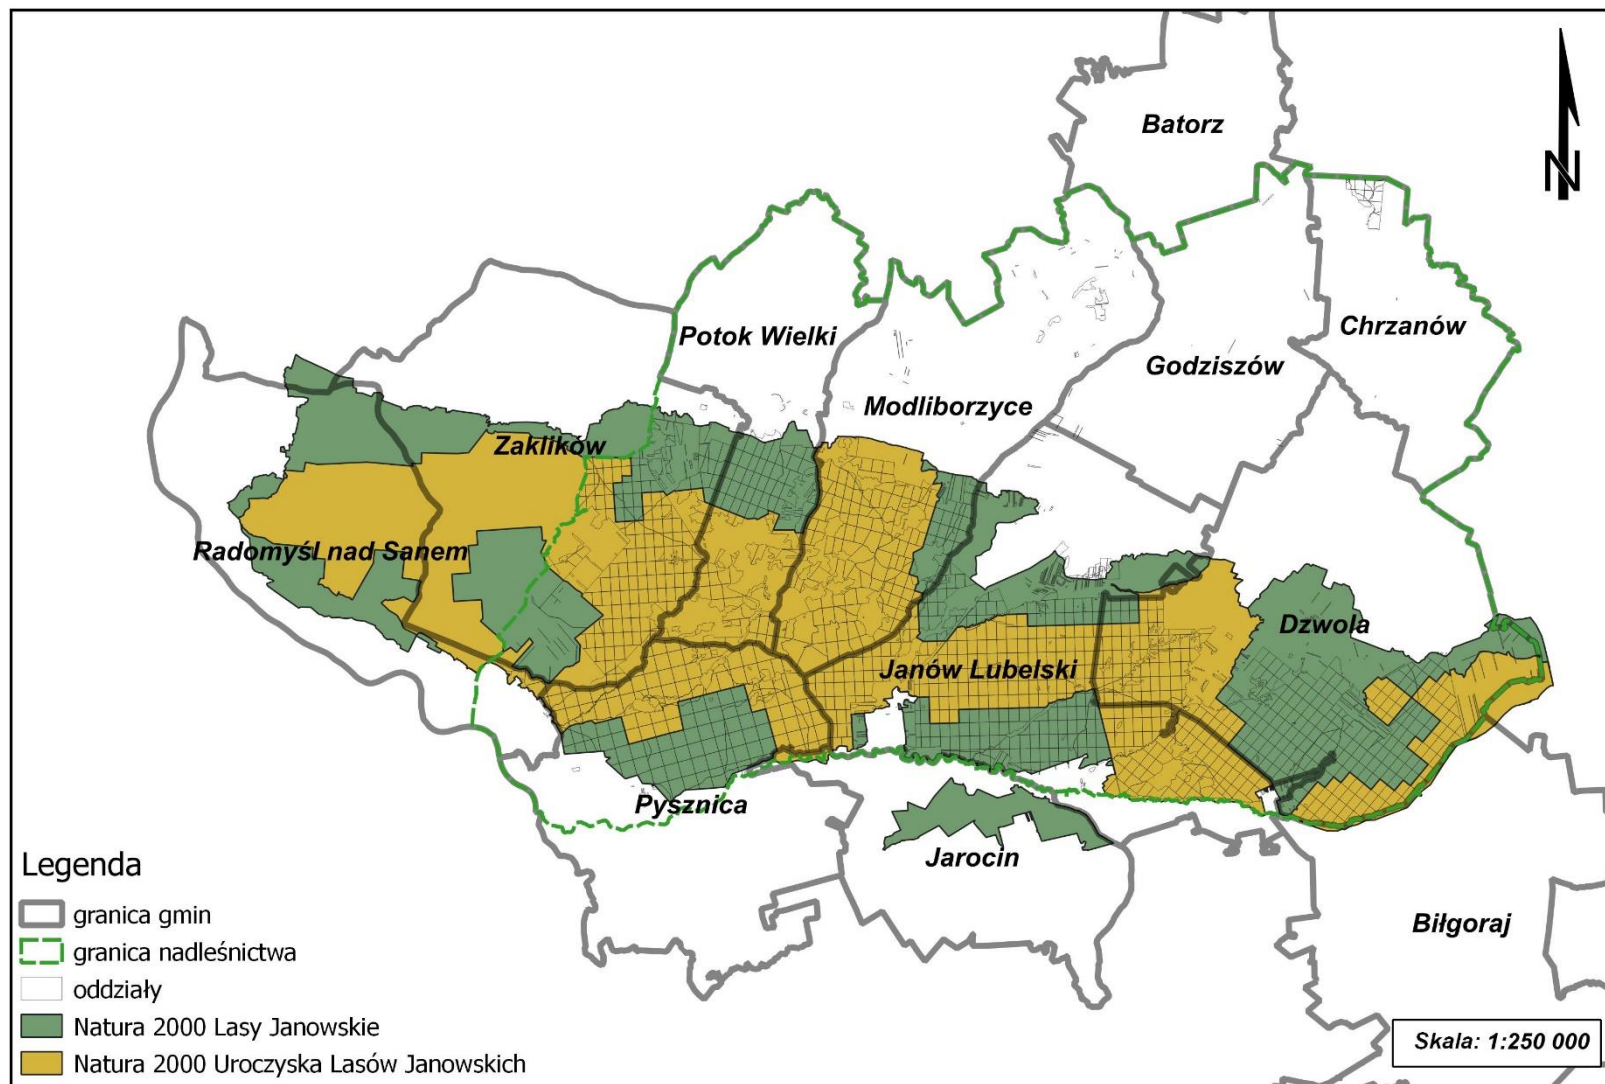 Batorz
N
Chrzanów
Potok Wielki
Godziszów
Modliborzyce
Zaklików
Radomyśl nad Sanem
Dzwola
Janów Lubelski
Pysznica
Jarocin
Biłgoraj
Legenda
granica gmin
granica nadleśnictwa
oddziały
Natura 2000 Lasy Janowskie
Natura 2000 Uroczyska Lasów Janowskich
Skala: 1:250 000